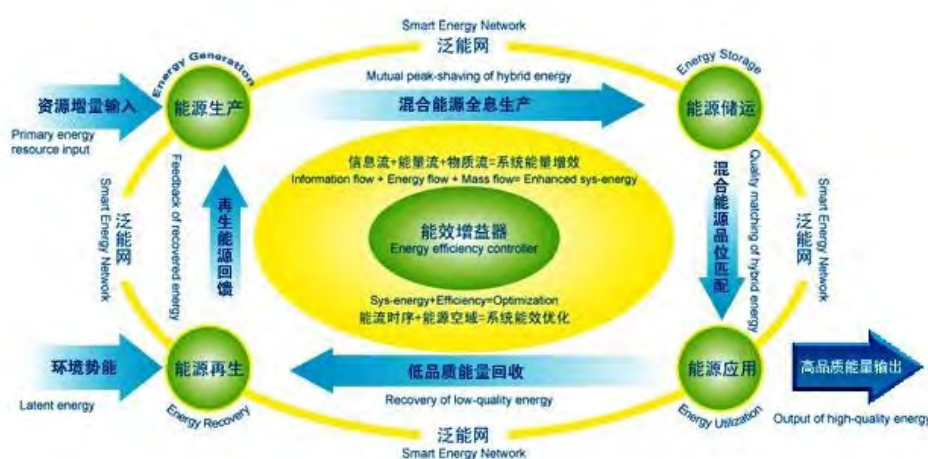 Smart Energy Network
泛能网
Energy Generation
能源生产
Mutual peak-shaving of hybrid energy
混合能源全息生产
Energy Storage
能源储运
资源增量输入
Primary energy
resource input
信息流+能量流+物质流=系统能量增效
Information flow + Energy flow + Mass flow= Enhanced sys-energy
能效增益器
Energy efficiency controller
Sys-energy+Efficiency=Optimization
能流时序+能源空域=系统能效优化
Feedback of recovered energy
再生能源回馈
混合能源品位匹配
Quality matching of hybrid energy
泛能网
Smart Energy Network
泛能网
Smart Energy Network
环境势能
Latent energy
能源再生
Energy Recovery
低品质能量回收
Recovery of low-quality energy
能源应用
Energy Utilization
高品质能量输出
Output of high-quality energy
泛能网
Smart Energy Network